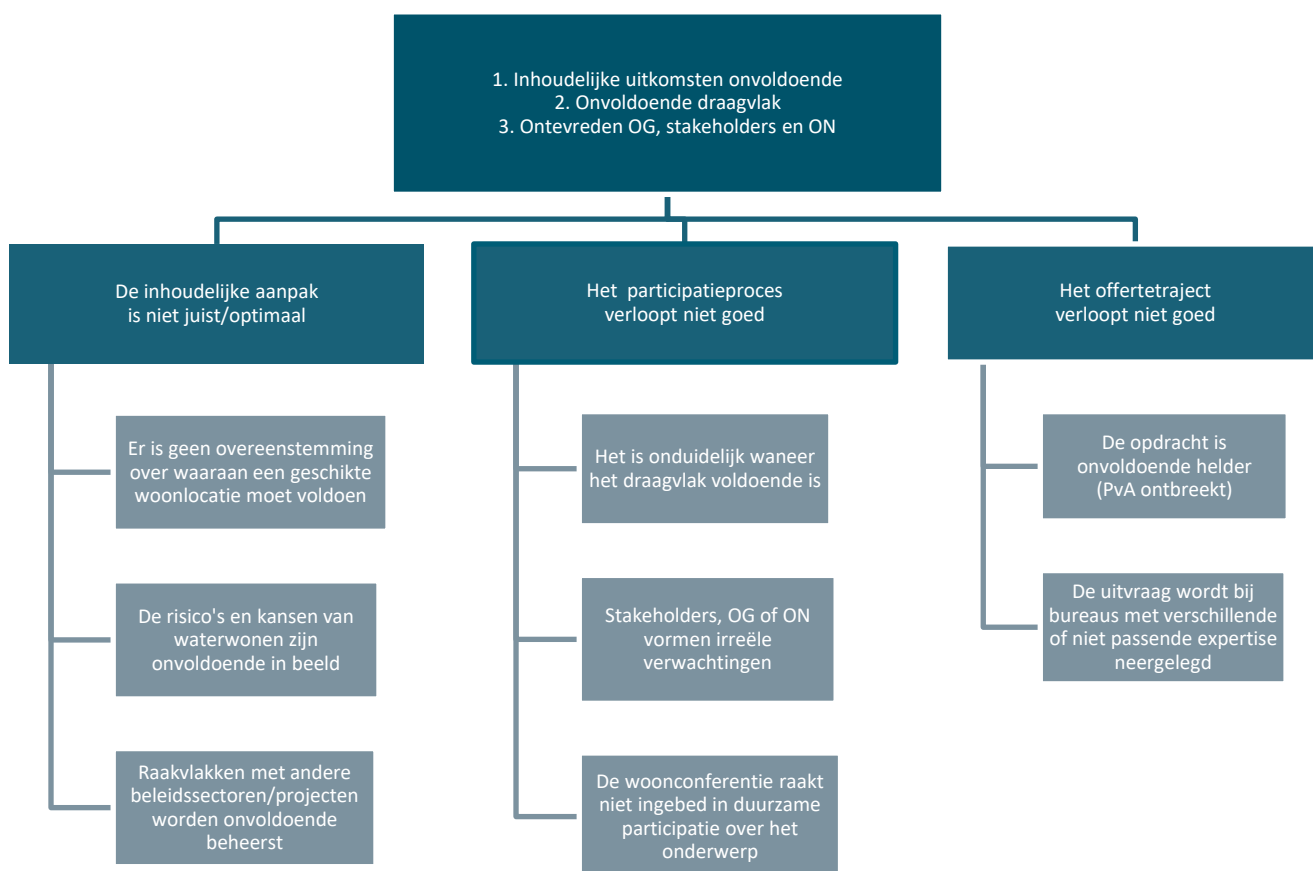 1. Inhoudelijke uitkomsten onvoldoende
2. Onvoldoende draagvlak
3. Ontevreden OG, stakeholders en ON
De inhoudelijke aanpak
is niet juist/optimaal
Er is geen overeenstemming
over waaraan een geschikte
woonlocatie moet voldoen
De risico's en kansen van
waterwonen zijn
onvoldoende in beeld
Raakvlakken met andere
beleidssectoren/projecten
worden onvoldoende
beheerst
Het participatieproces
verloopt niet goed
Het is onduidelijk waneer
het draagvlak voldoende is
Stakeholders, OG of ON
vormen irreële
verwachtingen
De woonconferentie raakt
niet ingebed in duurzame
participatie over het
onderwerp
Het offertetraject
verloopt niet goed
De opdracht is
onvoldoende helder
(PvA ontbreekt)
De uitvraag wordt bij
bureaus met verschillende
of niet passende expertise
neergelegd